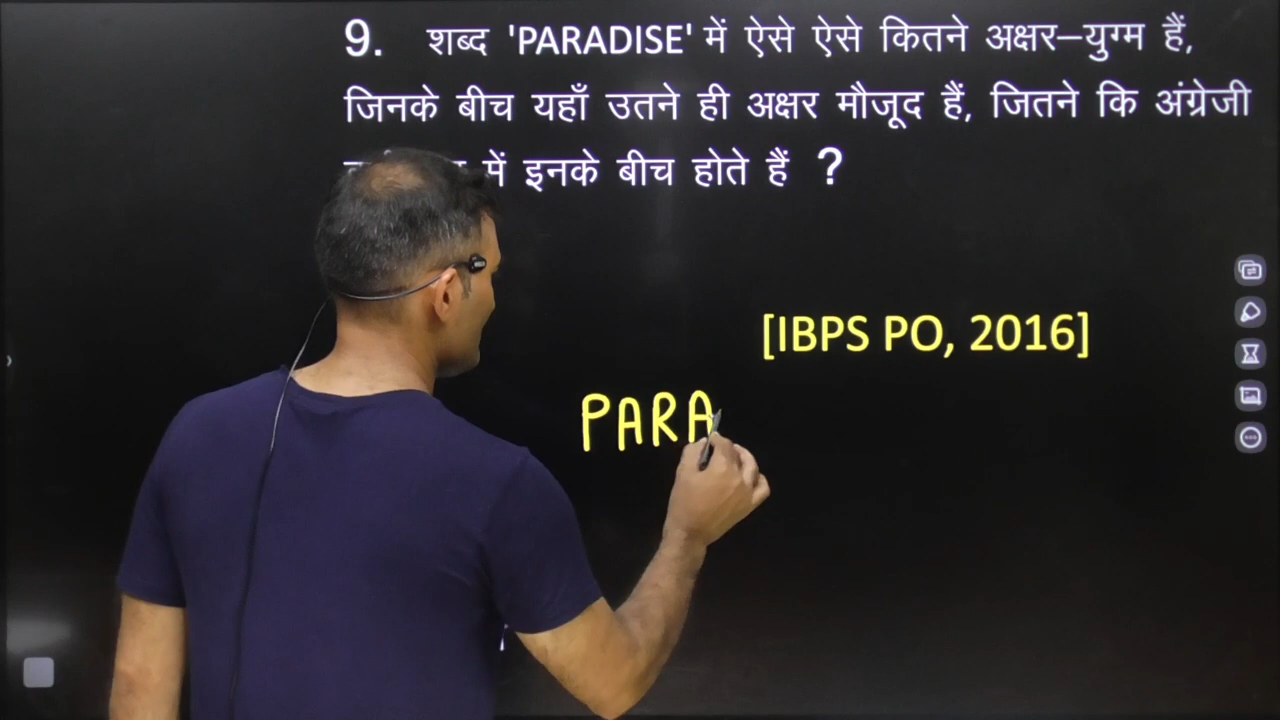 9. शब्द 'PARADISE' में ऐसे ऐसे कितने अक्षर–युग्म हैं,
जिनके बीच यहाँ उतने ही अक्षर मौजूद हैं, जितने कि अंग्रेजी
में इनके बीच होते हैं ?
[IBPS PO, 2016]
PARA